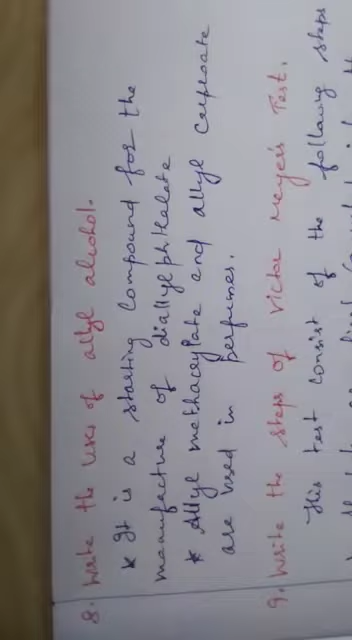 8. Write the uses of allyl alcohol.
* It is a starting compound for the
manufacture of diallylphthalate
* Allyl methacrylate and allyl caproate
are used in perfumes.
9. Write the steps of Victor Meyer's Test.
This test consist of the following steps